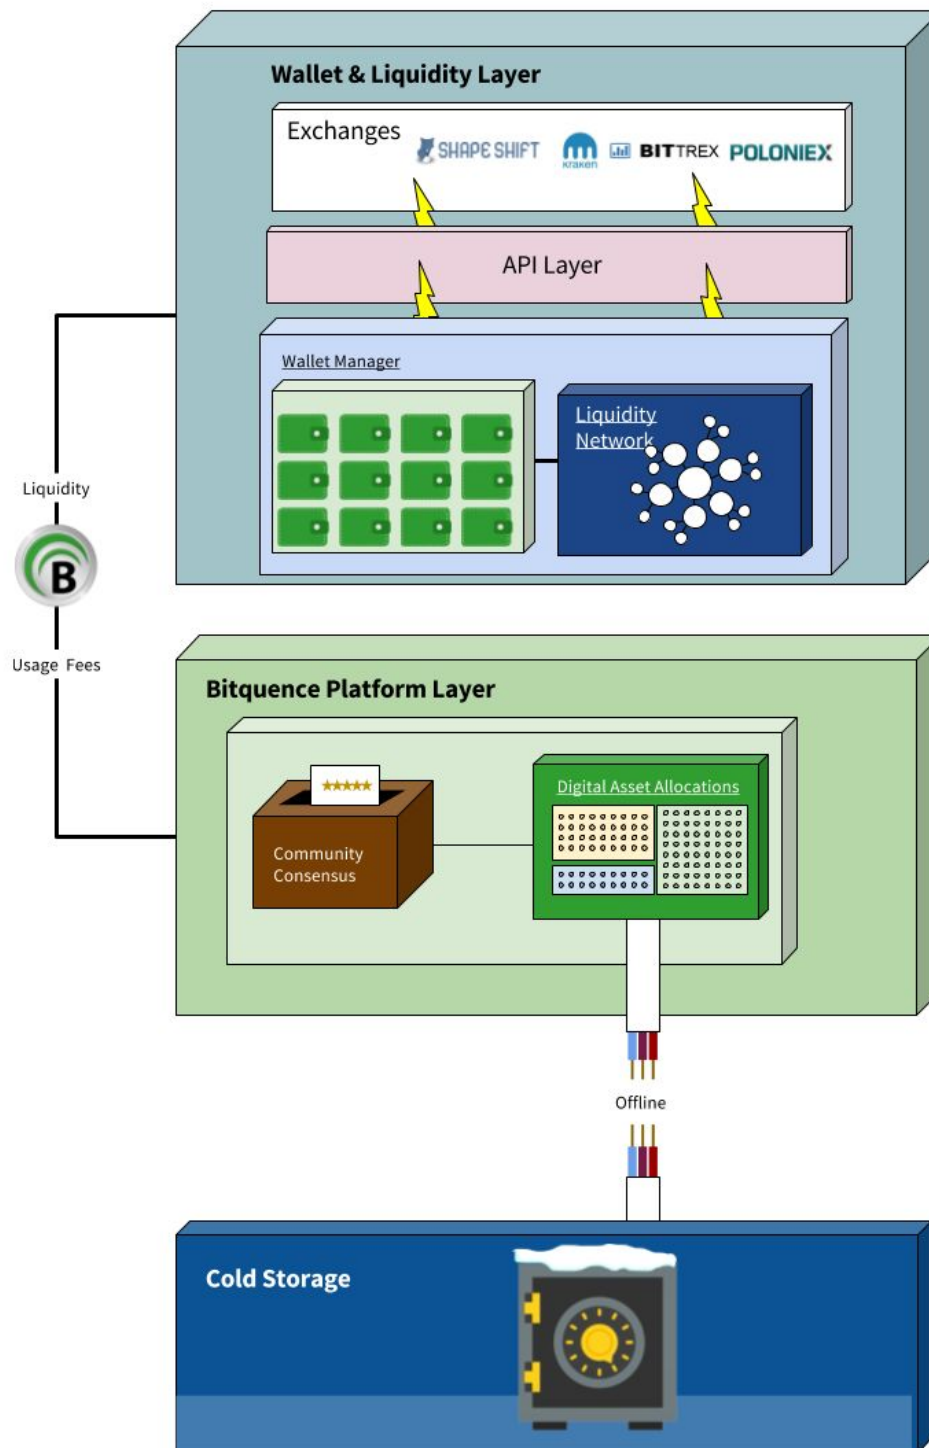 Wallet & Liquidity Layer
Exchanges
SHAPESHIFT
kraken
BITTREX
POLONIEX
API Layer
Wallet Manager
Liquidity
Network
Liquidity
B
Usage Fees
Bitquence Platform Layer
Digital Asset Allocations
Community
Consensus
Offline
Cold Storage